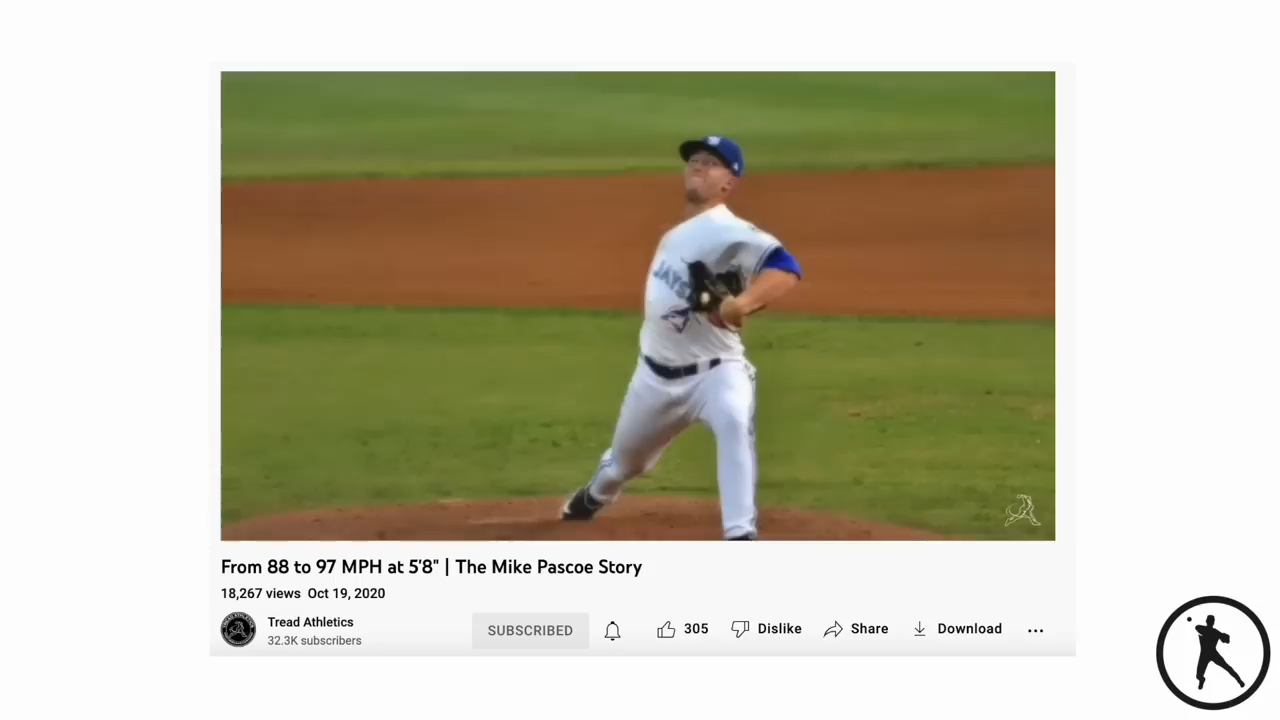 JAYS
From 88 to 97 MPH at 5'8" | The Mike Pascoe Story
18,267 views Oct 19, 2020
Tread Athletics
32.3K subscribers
SUBSCRIBED
305
Dislike
Share
Download